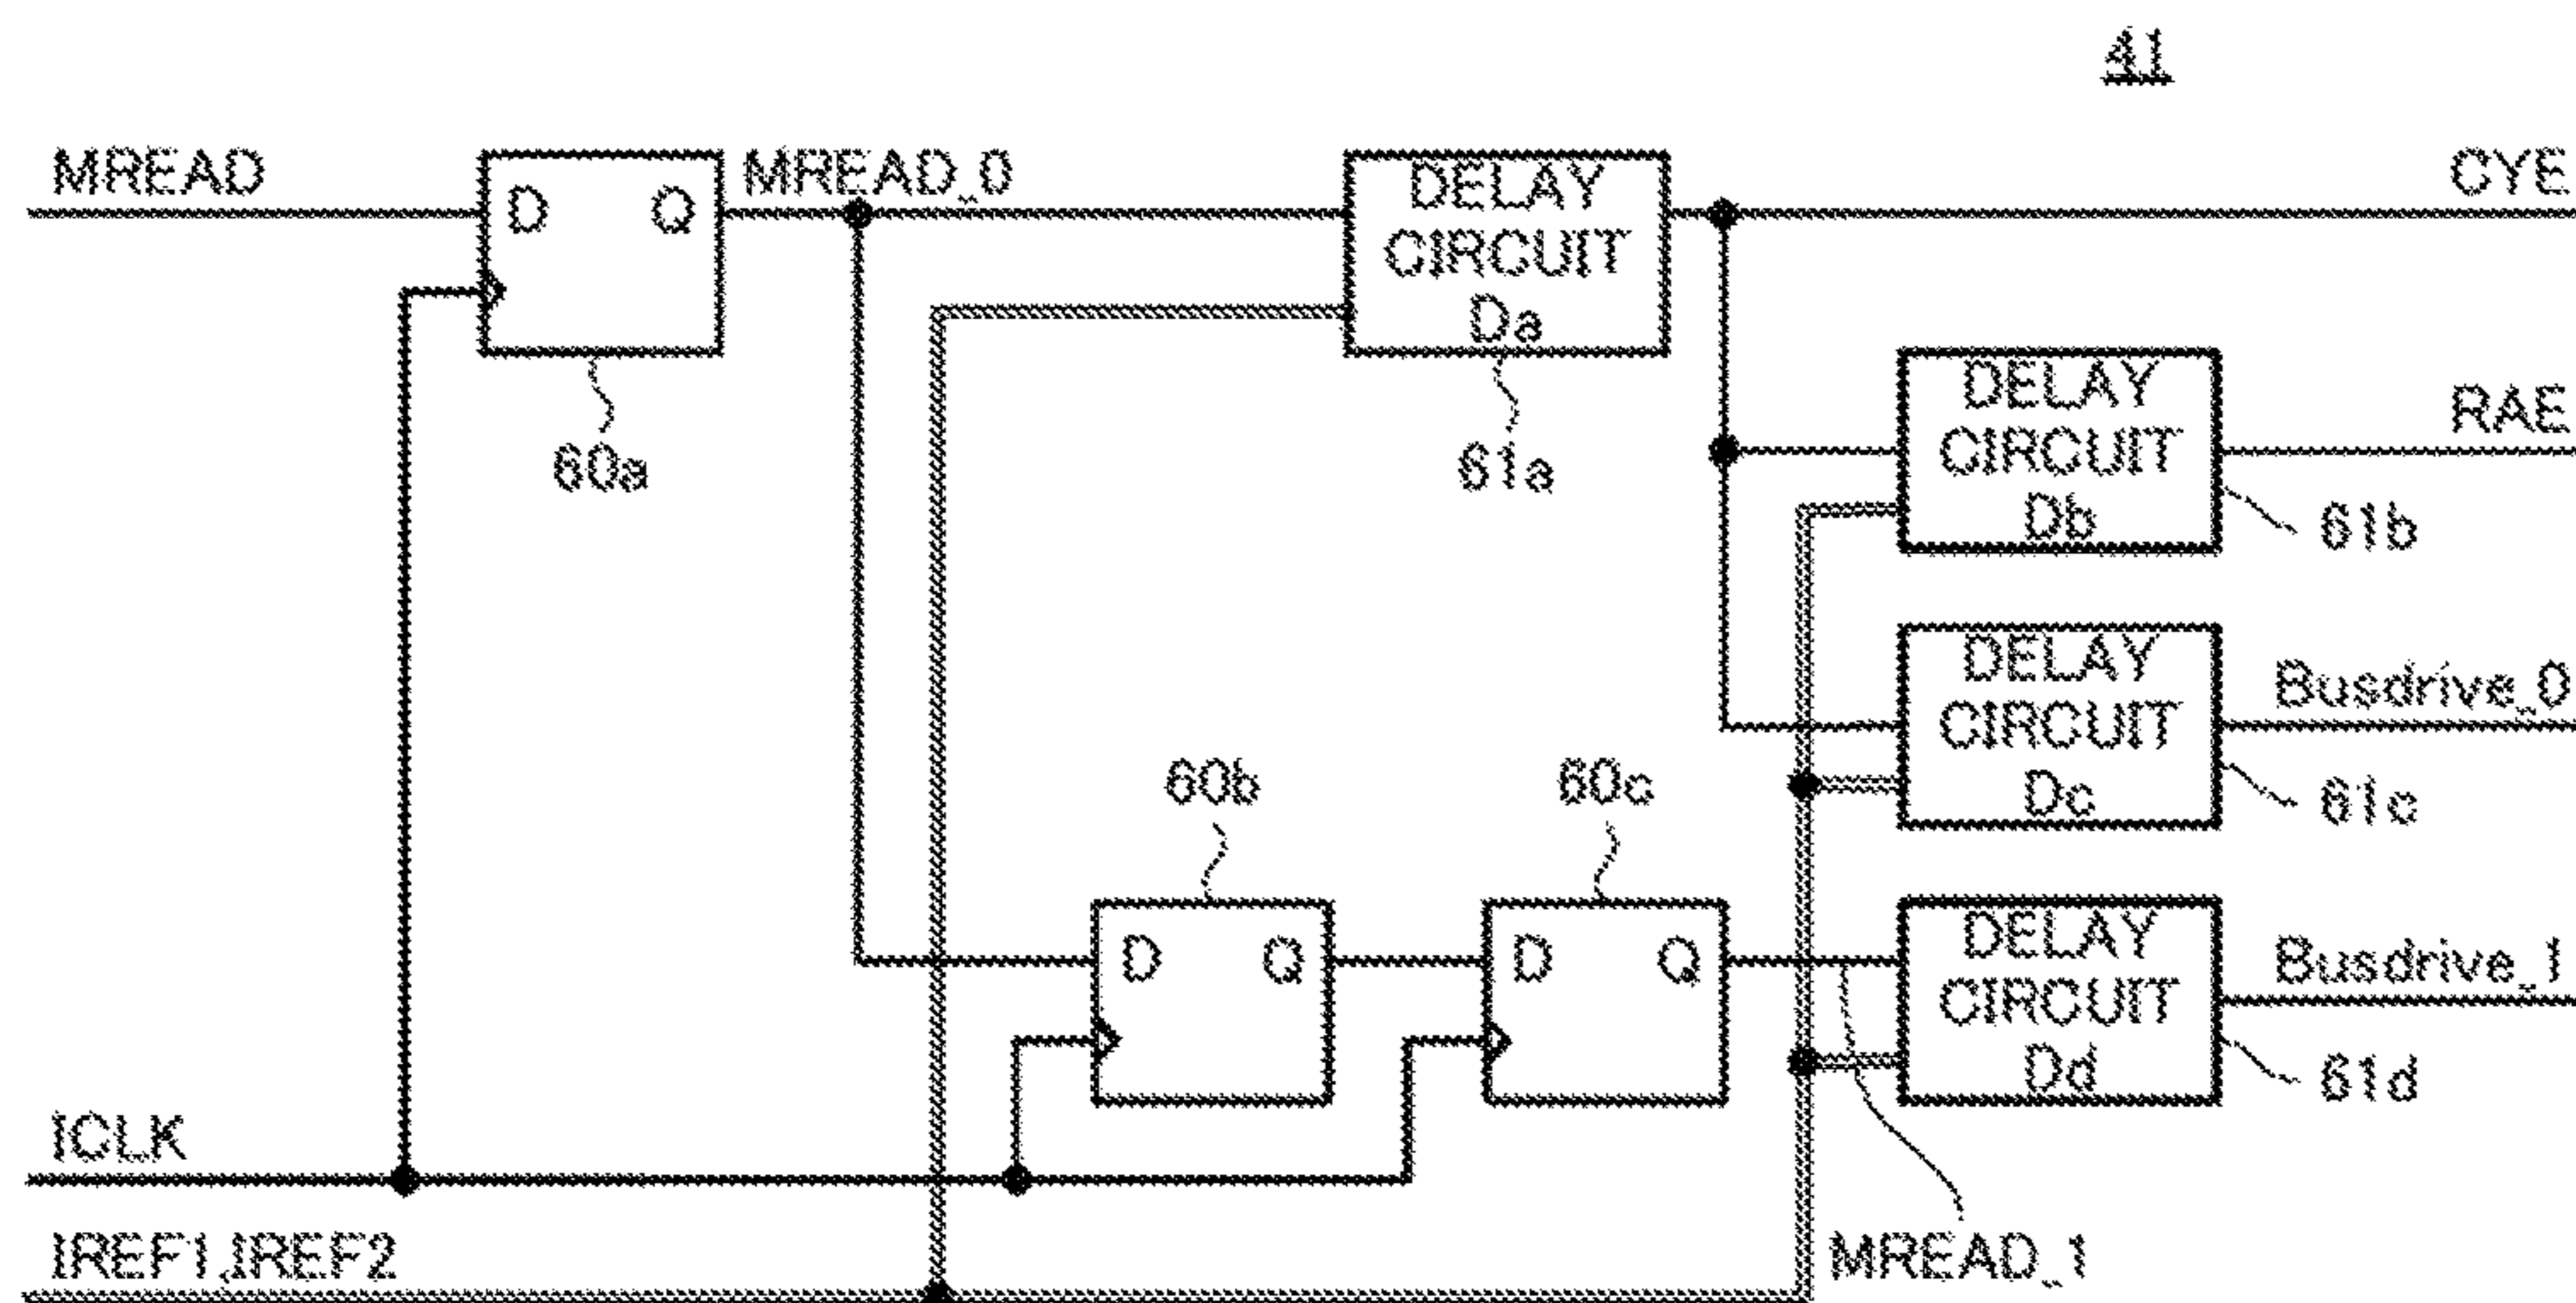 41
MREAD
D Q
MREAD_0
DELAY
CIRCUIT
Da
CYE
60a
61a
DELAY
CIRCUIT
Db
RAE
61b
DELAY
CIRCUIT
Dc
Busdrive_0
61c
60b
60c
D Q
D Q
DELAY
CIRCUIT
Dd
Busdrive_1
61d
ICLK
IREF1,IREF2
MREAD_1